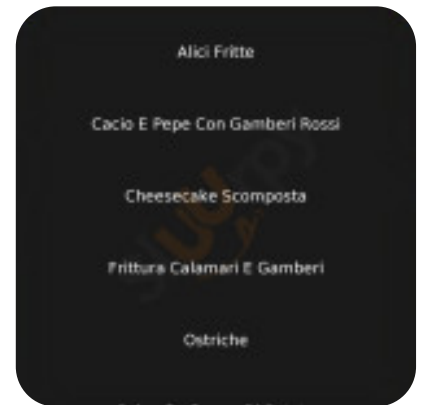 Alici Fritte
Cacio E Pepe Con Gamberi Rossi
Cheesecake Scomposta
Frittura Calamari E Gamberi
Ostriche